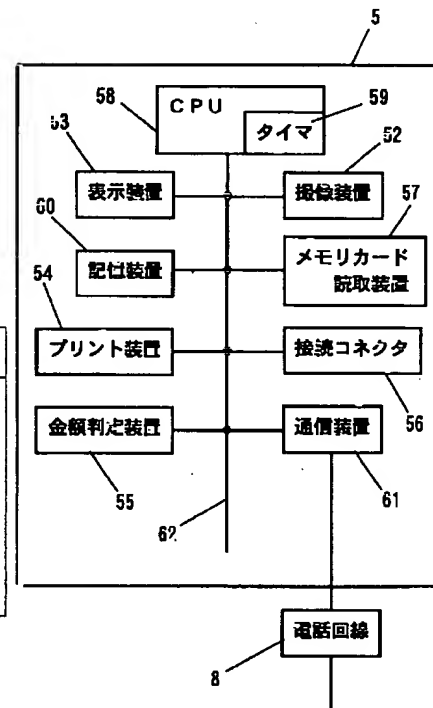 5
58
CPU
59
53
タイマ
52
表示装置
撮像装置
57
60
記憶装置
メモリカード
読取装置
54
プリント装置
接続コネクタ
56
金額判定装置
通信装置
55
62
61
電話回線
8